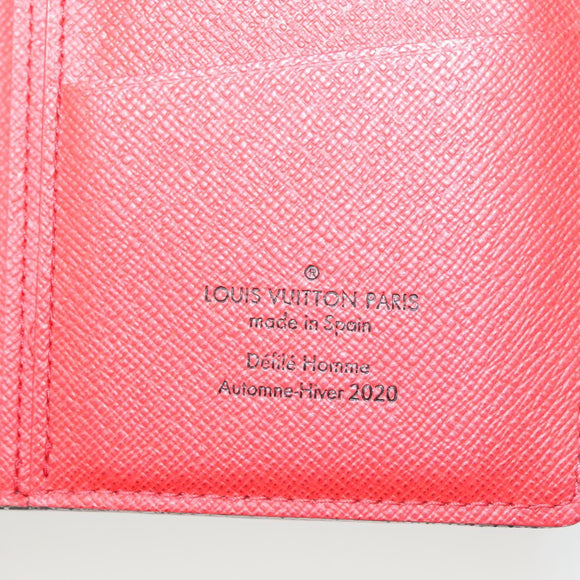 ®
LOUIS VUITTON PARIS
made in Spain
Défilé Homme
Automne-Hiver 2020